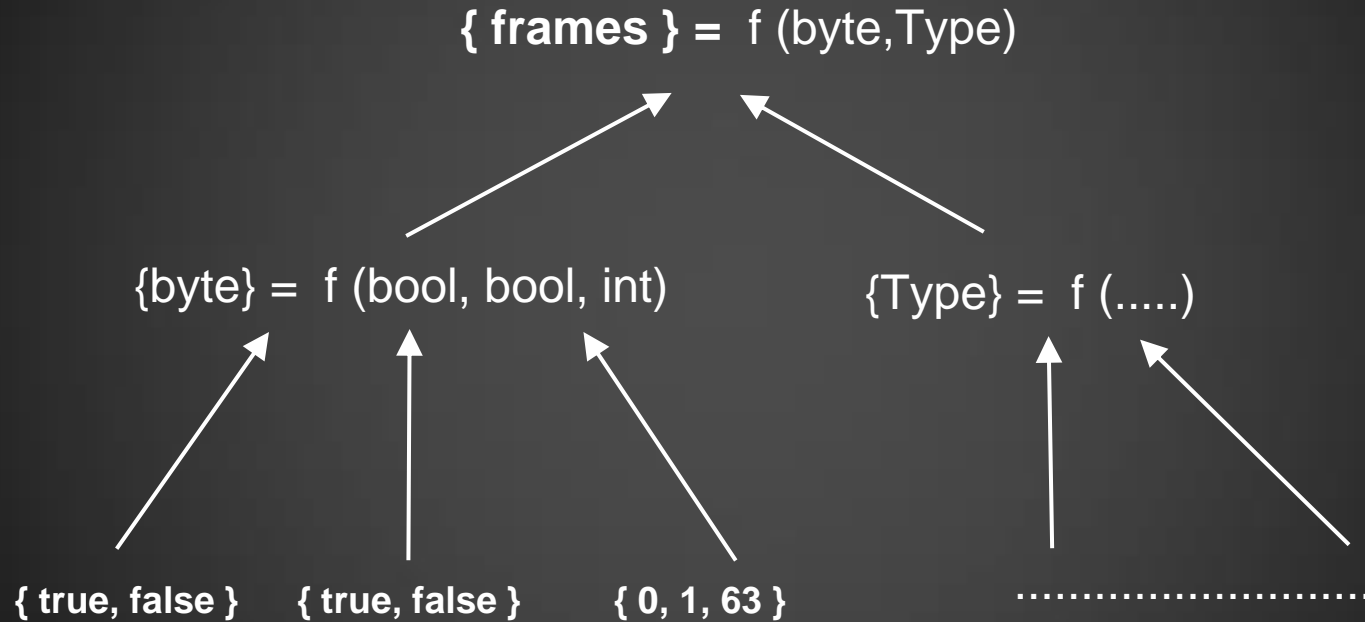 { frames } = f (byte,Type)
{byte} = f (bool, bool, int)
{Type} = f (.....)
{ true, false }
{ true, false }
{ 0, 1, 63 }
...........................